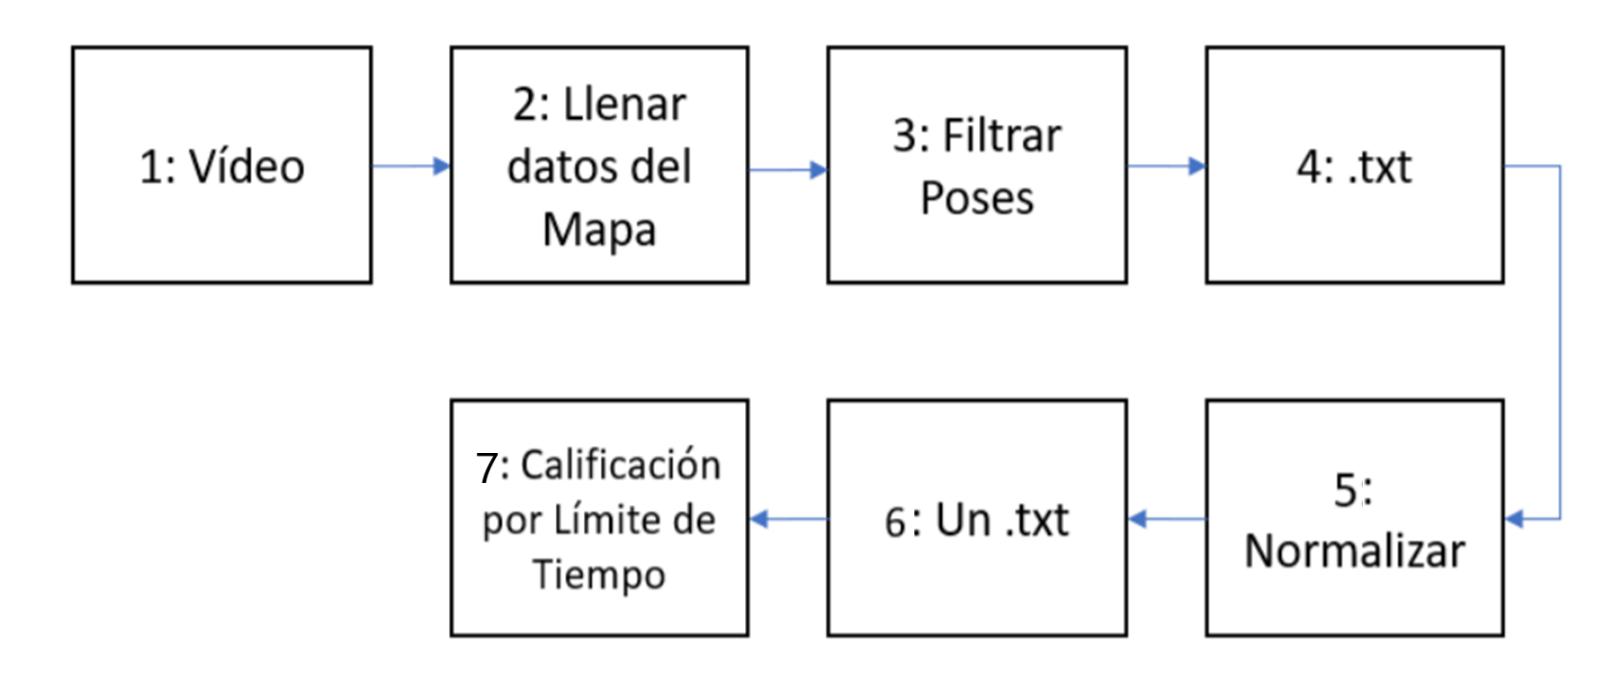 1: Vídeo
2: Llenar
datos del
Mapa
3: Filtrar
Poses
4: .txt
5:
Normalizar
6: Un .txt
7: Calificación
por Límite de
Tiempo